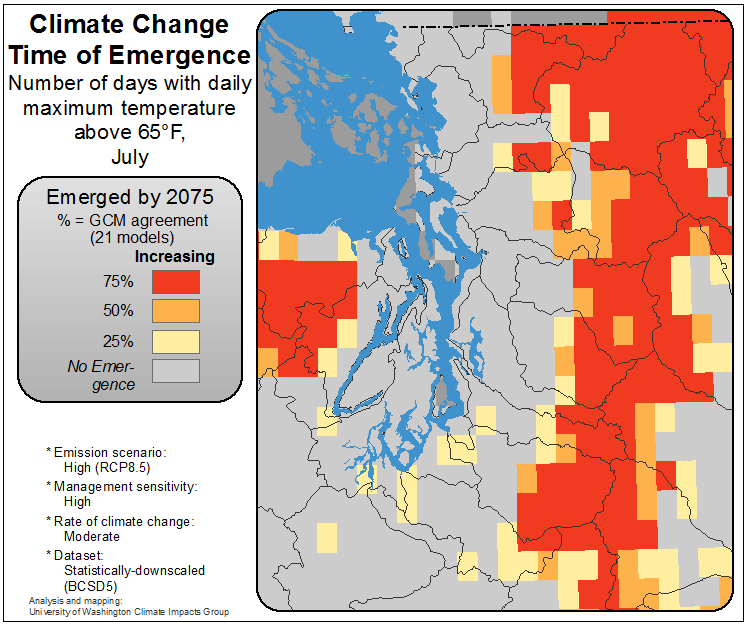 Climate Change
Time of Emergence
Number of days with daily
maximum temperature
above 65°F,
July
Emerged by 2075
% = GCM agreement
(21 models)
Increasing
75%
50%
25%
No Emer-
gence
* Emission scenario:
High (RCP8.5)
* Management sensitivity:
High
* Rate of climate change:
Moderate
* Dataset:
Statistically-downscaled
(BCSD5)
Analysis and mapping:
University of Washington Climate Impacts Group